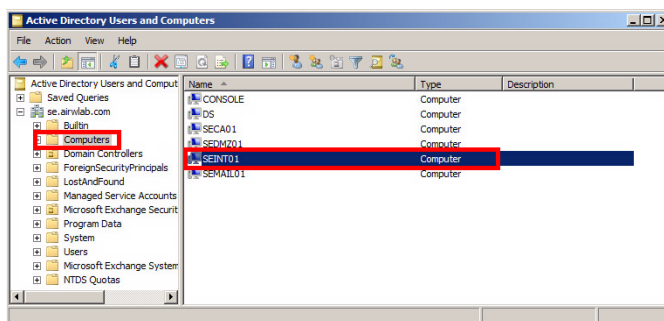 Active Directory Users and Computers
File Action View Help
Active Directory Users and Comput
Saved Queries
se.airwlab.com
Builtin
Computers
Domain Controllers
ForeignSecurityPrincipals
LostAndFound
Managed Service Accounts
Microsoft Exchange Securit
Program Data
System
Users
Microsoft Exchange System
NTDS Quotas
Name Type Description
CONSOLE Computer
DS Computer
SECA01 Computer
SEDMZ01 Computer
SEINT01 Computer
SEMAIL01 Computer